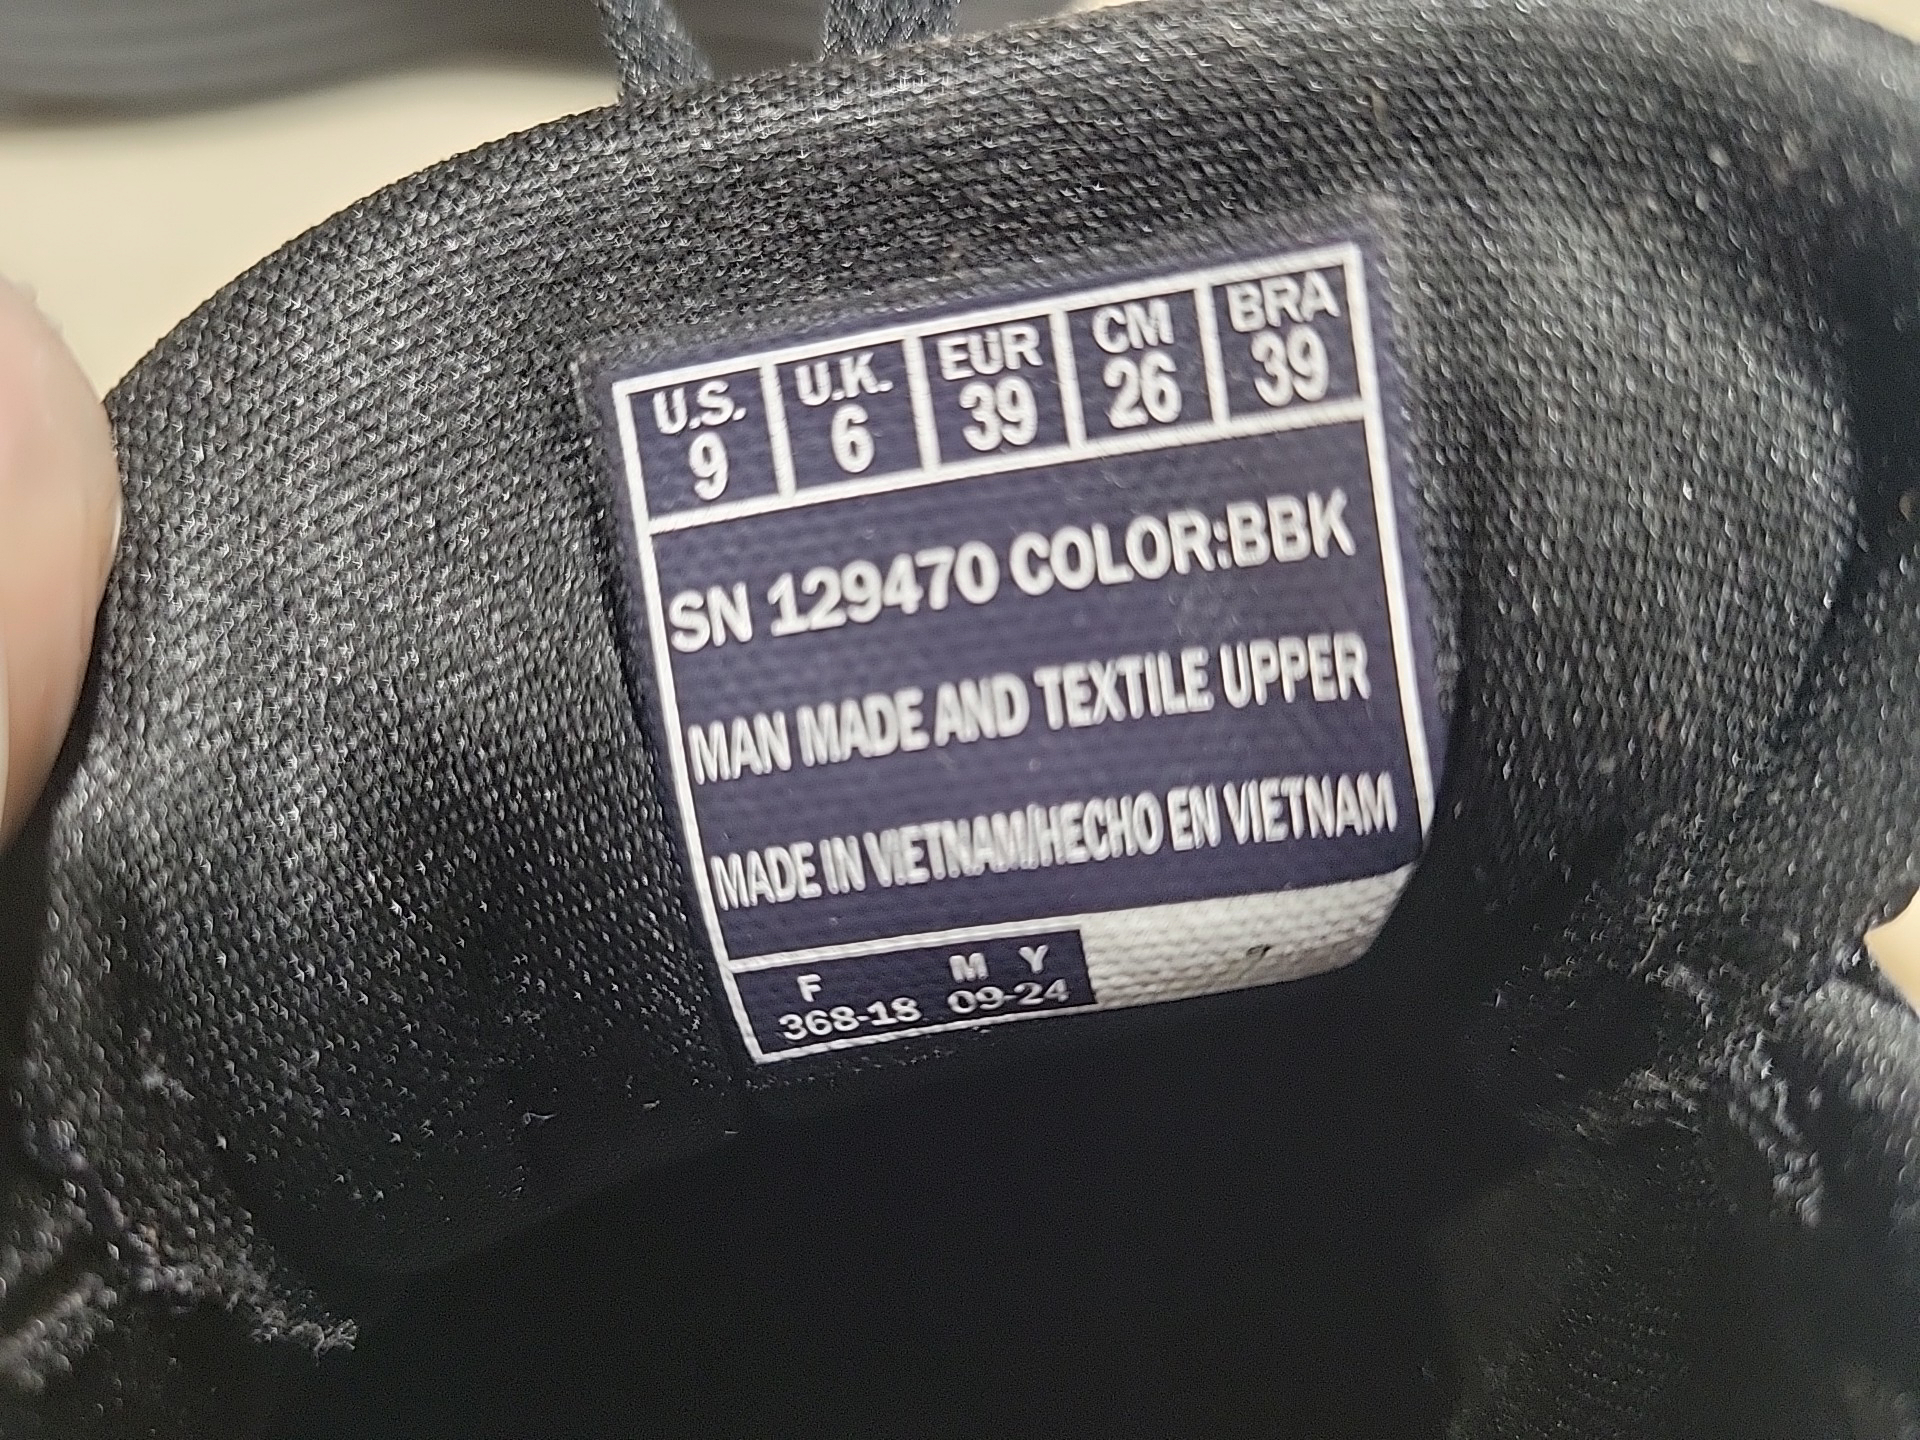 U.S. U.K. EUR CM BRA
9 6 39 26 39
SN 129470 COLOR:BBK
MAN MADE AND TEXTILE UPPER
MADE IN VIETNAM/HECHO EN VIETNAM
F M Y
368-18 09-24